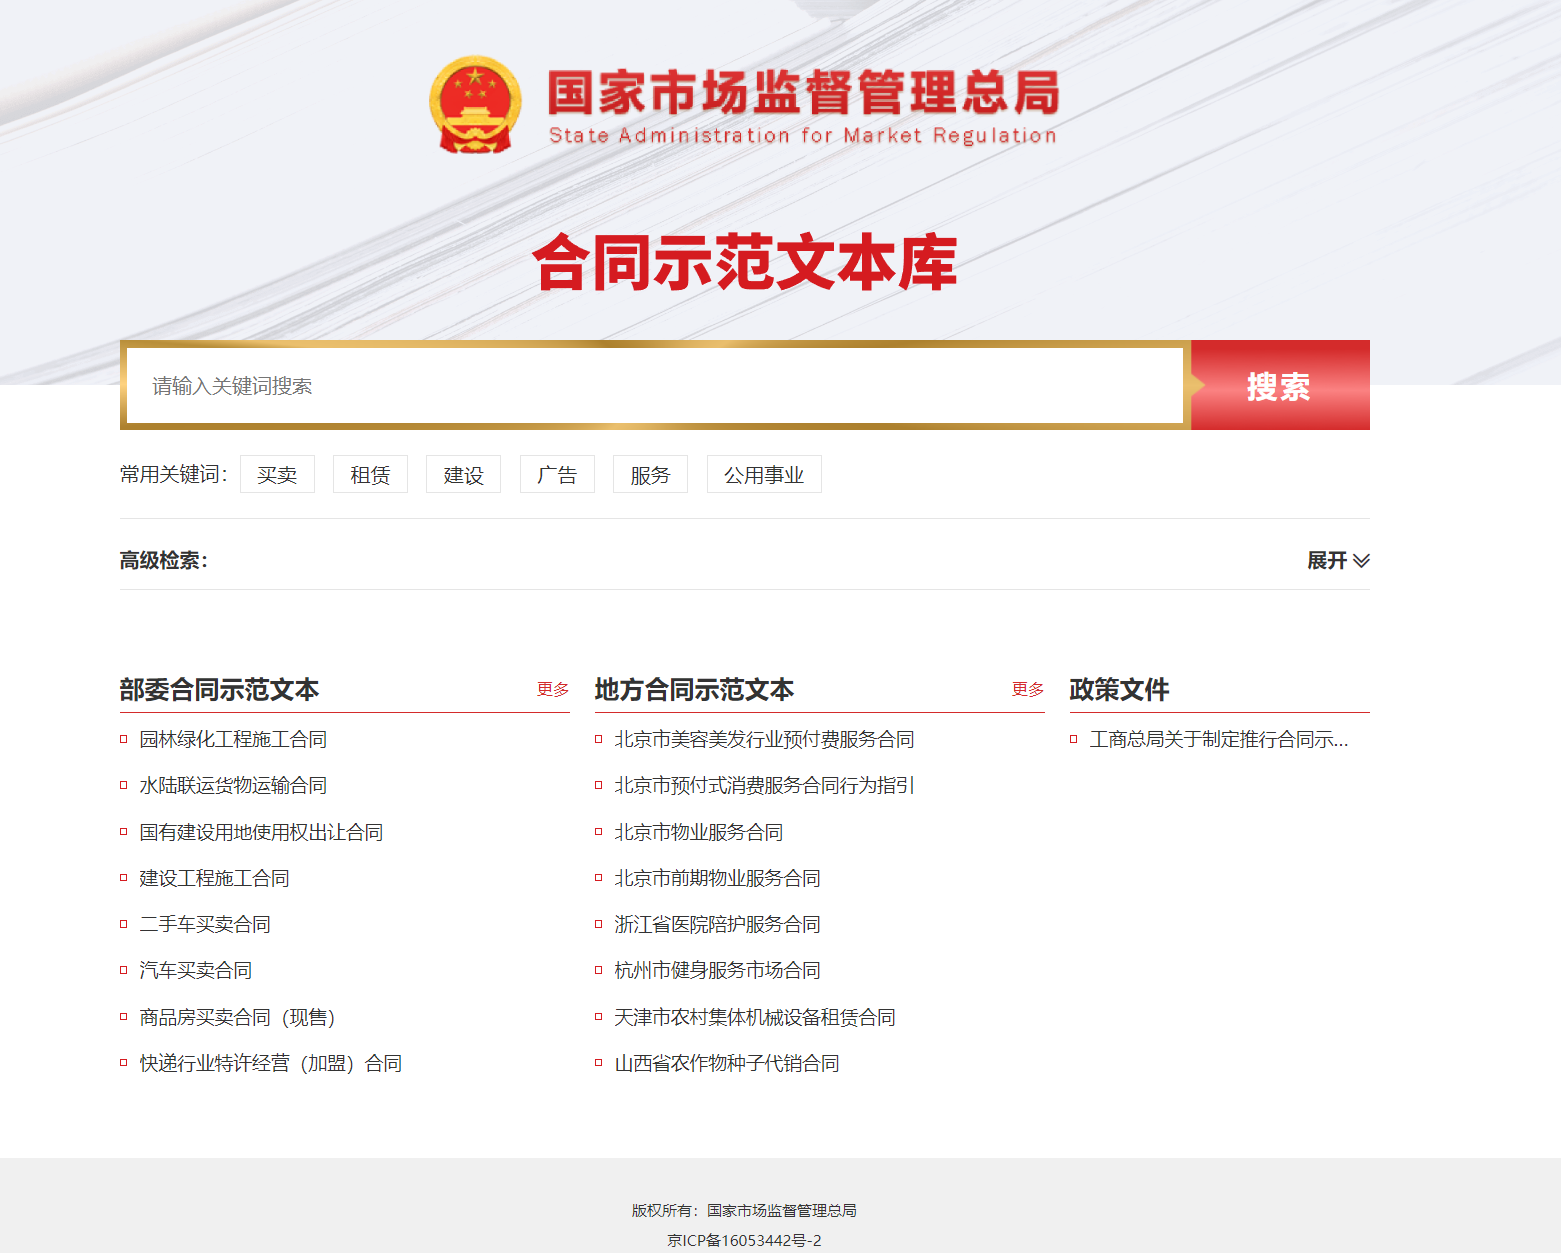 国家市场监督管理总局
State Administration for Market Regulation
合同示范文本库
请输入关键词搜索
搜索
常用关键词： 买卖 租赁 建设 广告 服务 公用事业
高级检索：
展开
部委合同示范文本 更多
园林绿化工程施工合同
水陆联运货物运输合同
国有建设用地使用权出让合同
建设工程施工合同
二手车买卖合同
汽车买卖合同
商品房买卖合同（现售）
快递行业特许经营（加盟）合同
地方合同示范文本 更多
北京市美容美发行业预付费服务合同
北京市预付式消费服务合同行为指引
北京市物业服务合同
北京市前期物业服务合同
浙江省医院陪护服务合同
杭州市健身服务市场合同
天津市农村集体机械设备租赁合同
山西省农作物种子代销合同
政策文件
工商总局关于制定推行合同示...
版权所有：国家市场监督管理总局
京ICP备16053442号-2